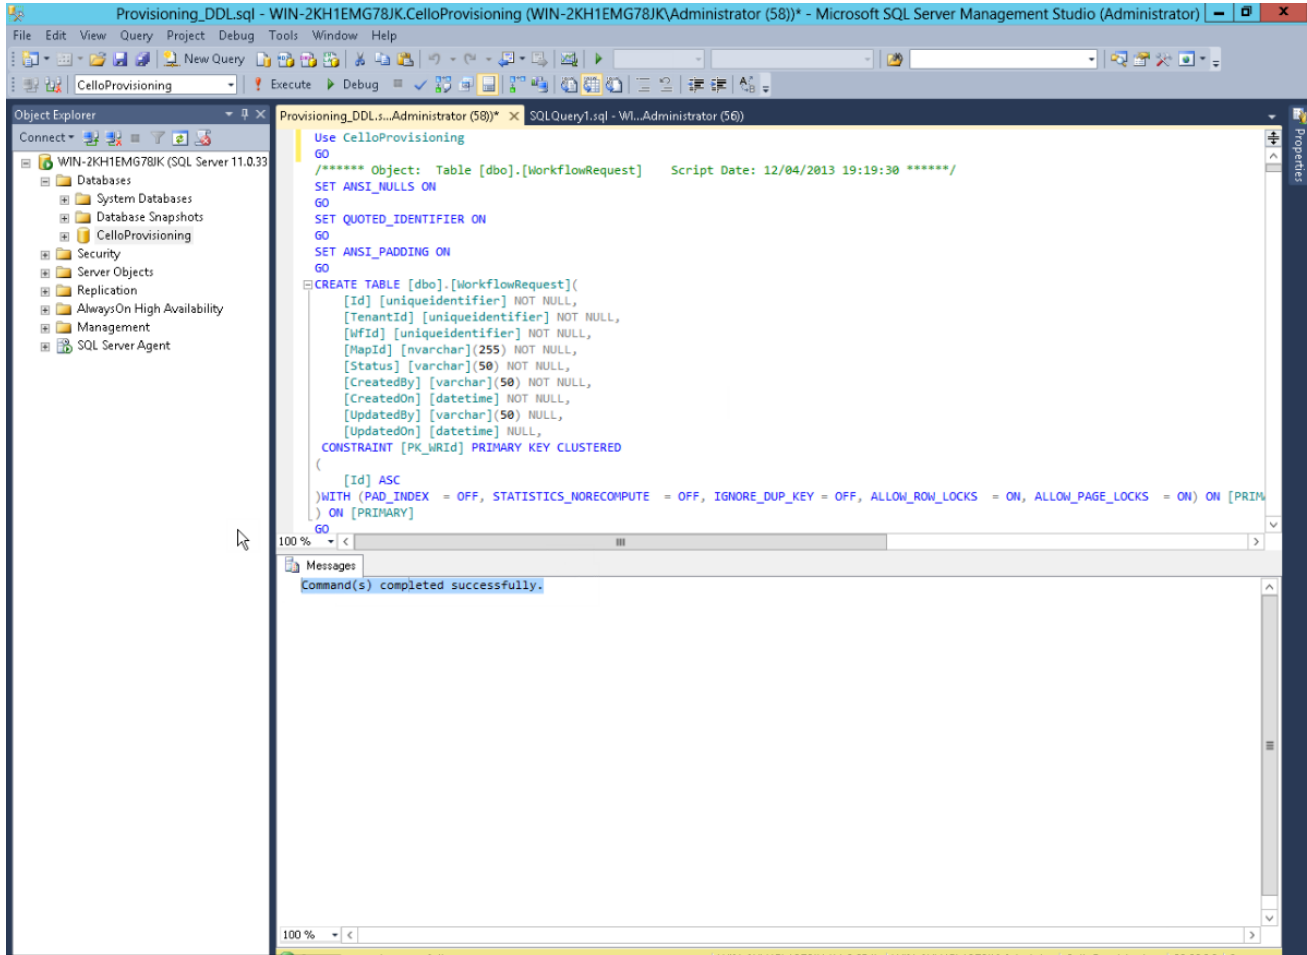 Provisioning_DDL.sql - WIN-2KH1EMG78JK.CelloProvisioning (WIN-2KH1EMG78JK\Administrator (58))* - Microsoft SQL Server Management Studio (Administrator)
File Edit View Query Project Debug Tools Window Help
New Query
CelloProvisioning Execute Debug
Object Explorer
Connect
WIN-2KH1EMG78JK (SQL Server 11.0.33
Databases
System Databases
Database Snapshots
CelloProvisioning
Security
Server Objects
Replication
AlwaysOn High Availability
Management
SQL Server Agent
Provisioning_DDL.s...Administrator (58))* SQLQuery1.sql - WI...Administrator (56))
Use CelloProvisioning
GO
/****** Object: Table [dbo].[WorkflowRequest] Script Date: 12/04/2013 19:19:30 ******/
SET ANSI_NULLS ON
GO
SET QUOTED_IDENTIFIER ON
GO
SET ANSI_PADDING ON
GO
CREATE TABLE [dbo].[WorkflowRequest](
[Id] [uniqueidentifier] NOT NULL,
[TenantId] [uniqueidentifier] NOT NULL,
[WfId] [uniqueidentifier] NOT NULL,
[MapId] [nvarchar](255) NOT NULL,
[Status] [varchar](50) NOT NULL,
[CreatedBy] [varchar](50) NOT NULL,
[CreatedOn] [datetime] NOT NULL,
[UpdatedBy] [varchar](50) NULL,
[UpdatedOn] [datetime] NULL,
CONSTRAINT [PK_WRId] PRIMARY KEY CLUSTERED
(
[Id] ASC
)WITH (PAD_INDEX = OFF, STATISTICS_NORECOMPUTE = OFF, IGNORE_DUP_KEY = OFF, ALLOW_ROW_LOCKS = ON, ALLOW_PAGE_LOCKS = ON) ON [PRIM
) ON [PRIMARY]
GO
100 %
Messages
Command(s) completed successfully.
100 %
Properties